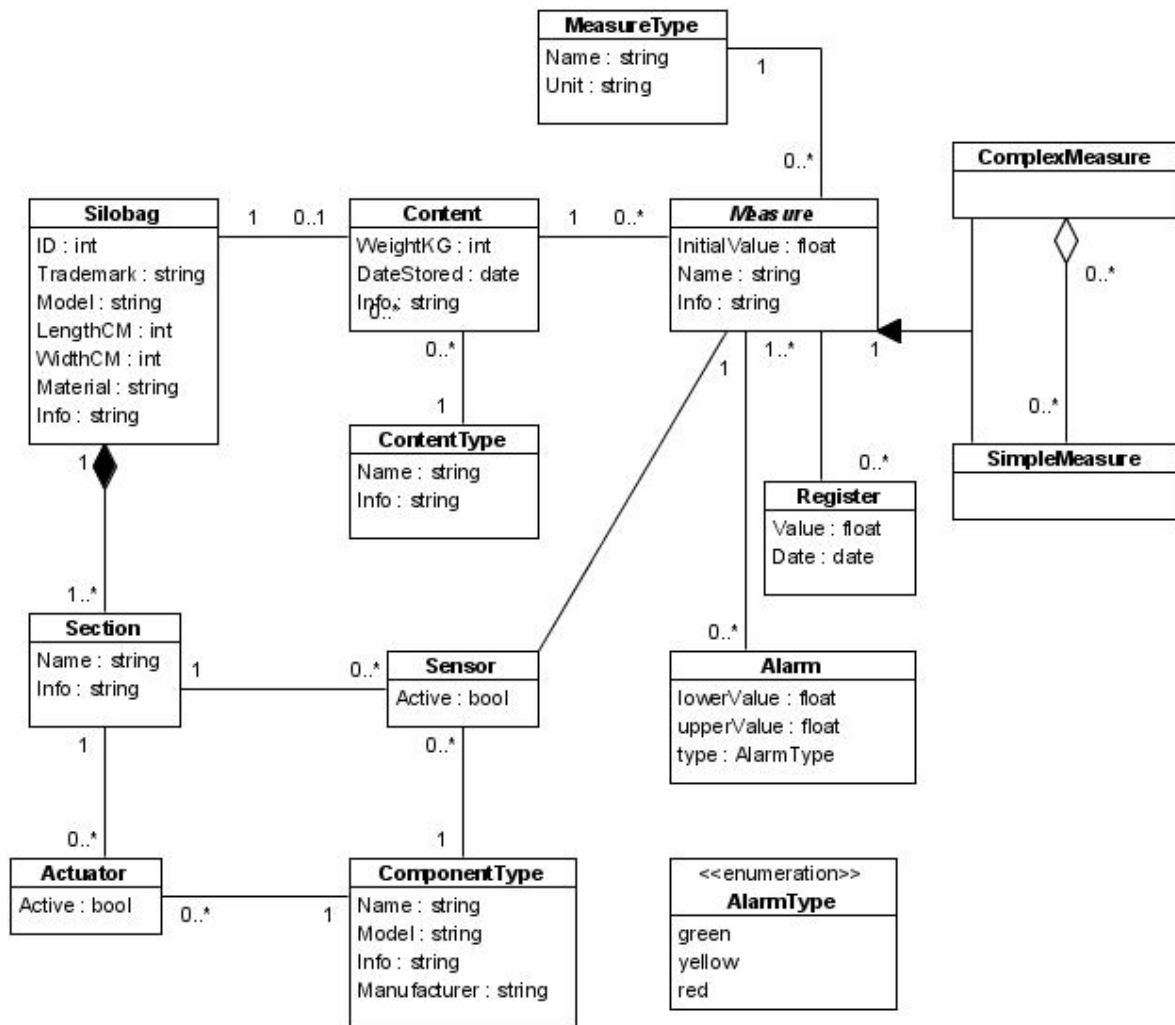 MeasureType
Name : string
Unit : string
1
0..*
ComplexMeasure
0..*
0..*
SimpleMeasure
Silobag
ID : int
Trademark : string
Model : string
LengthCM : int
WidthCM : int
Material : string
Info : string
1
0..1
Content
WeightKG : int
DateStored : date
Info : string
0..*
1
0..*
Measure
InitialValue : float
Name : string
Info : string
1
1..*
1
0..*
1
ContentType
Name : string
Info : string
0..*
Register
Value : float
Date : date
1
1..*
Section
Name : string
Info : string
1
0..*
Sensor
Active : bool
0..*
Alarm
lowerValue : float
upperValue : float
type : AlarmType
1
0..*
0..*
1
Actuator
Active : bool
0..*
1
ComponentType
Name : string
Model : string
Info : string
Manufacturer : string
<<enumeration>>
AlarmType
green
yellow
red